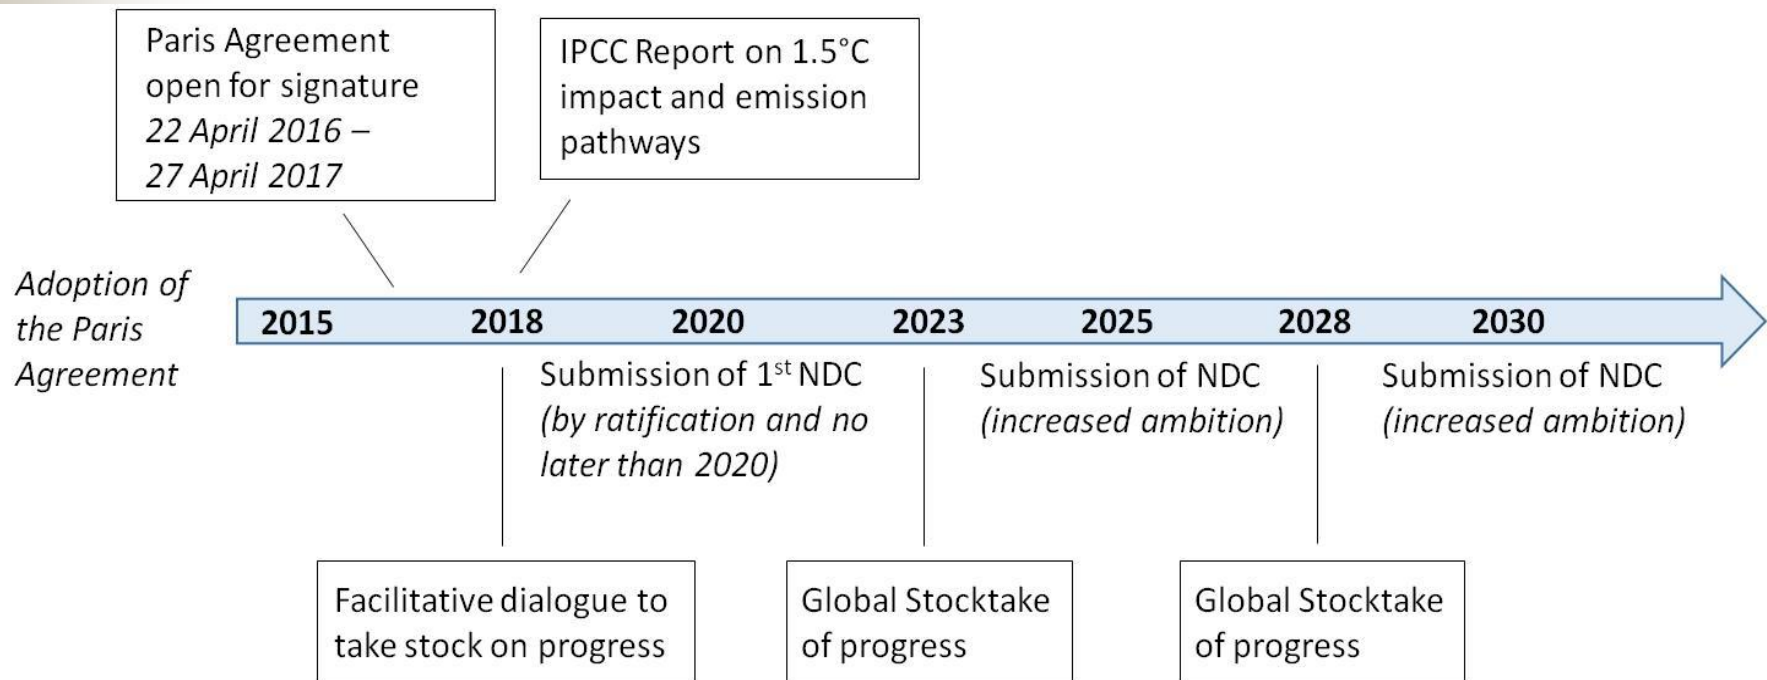 Paris Agreement
open for signature
22 April 2016 –
27 April 2017
IPCC Report on 1.5°C
impact and emission
pathways
Adoption of
the Paris
Agreement
2015 2018 2020 2023 2025 2028 2030
Submission of 1st NDC
(by ratification and no
later than 2020)
Submission of NDC
(increased ambition)
Submission of NDC
(increased ambition)
Facilitative dialogue to
take stock on progress
Global Stocktake
of progress
Global Stocktake
of progress